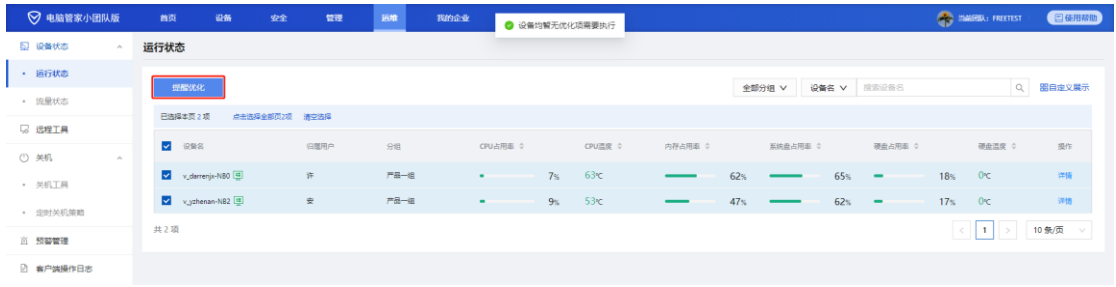 电脑管家小团队版 首页 设备 安全 管理 运维 我的企业 当前团队：FREETEST 使用帮助
设备均暂无优化项需要执行
设备状态
运行状态
流量状态
远程工具
关机
关机工具
定时关机策略
预警管理
客户端操作日志
运行状态
提醒优化 全部分组 设备名 搜索设备名 自定义展示
已选择本页 2 项 点击选择全部页2项 清空选择
设备名 归属用户 分组 CPU占用率 CPU温度 内存占用率 系统盘占用率 硬盘占用率 硬盘温度 操作
v_darrenjx-NB0 许 产品一组 7% 63℃ 62% 65% 18% 0℃ 详情
v_yzhenan-NB2 安 产品一组 9% 53℃ 47% 62% 17% 0℃ 详情
共 2 项 < 1 > 10 条/页